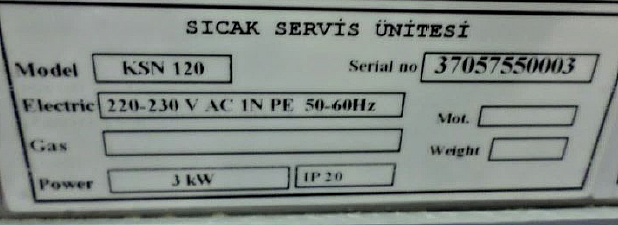 SICAK SERVİS ÜNİTESİ
Model KSN 120 Serial no 37057550003
Electric 220-230 V AC 1N PE 50-60Hz Mot.
Gas Weight
Power 3 kW IP 20